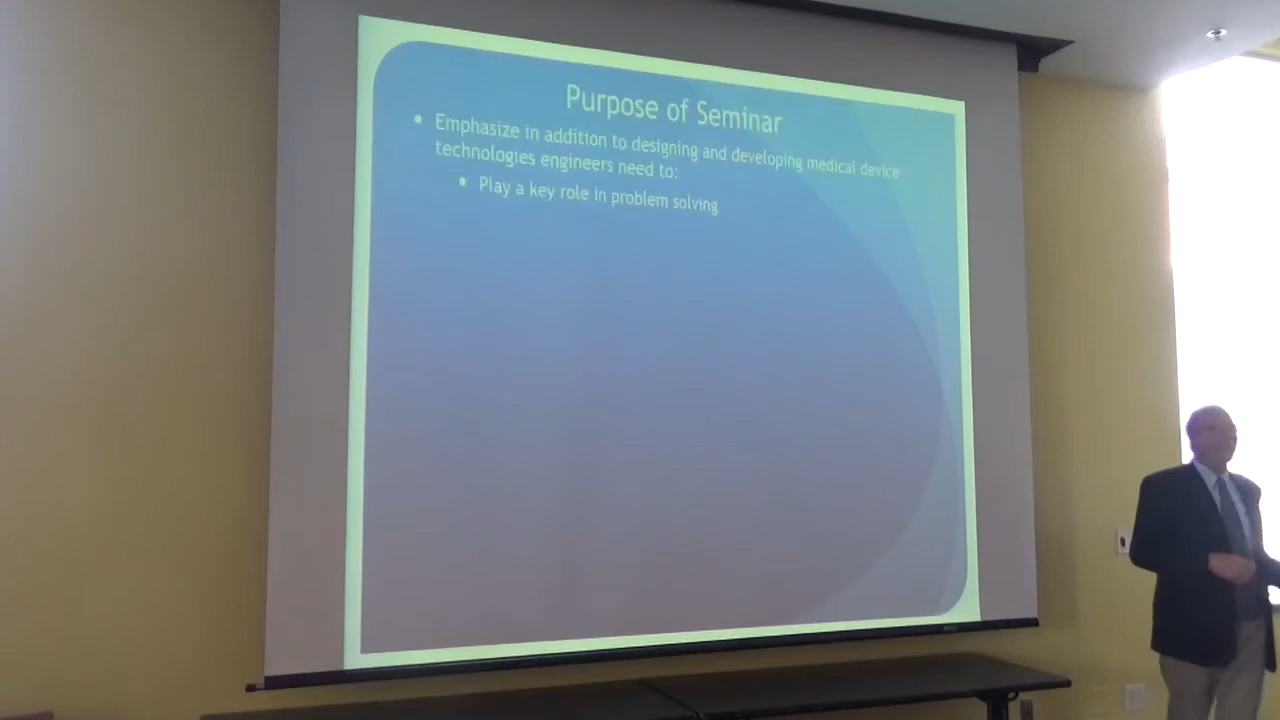 Purpose of Seminar
Emphasize in addition to designing and developing medical device
technologies engineers need to:
Play a key role in problem solving